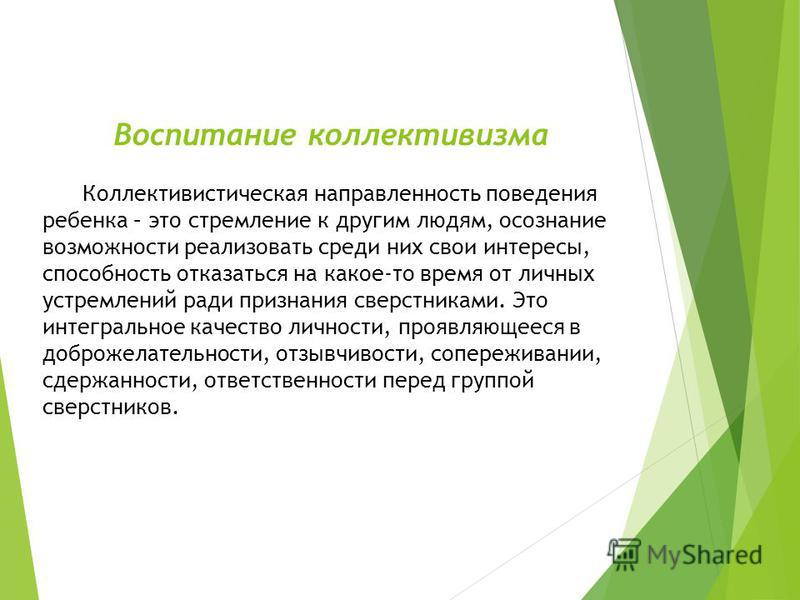 Воспитание коллективизма
Коллективистическая направленность поведения
ребенка – это стремление к другим людям, осознание
возможности реализовать среди них свои интересы,
способность отказаться на какое-то время от личных
устремлений ради признания сверстниками. Это
интегральное качество личности, проявляющееся в
доброжелательности, отзывчивости, сопереживании,
сдержанности, ответственности перед группой
сверстников.
MyShared